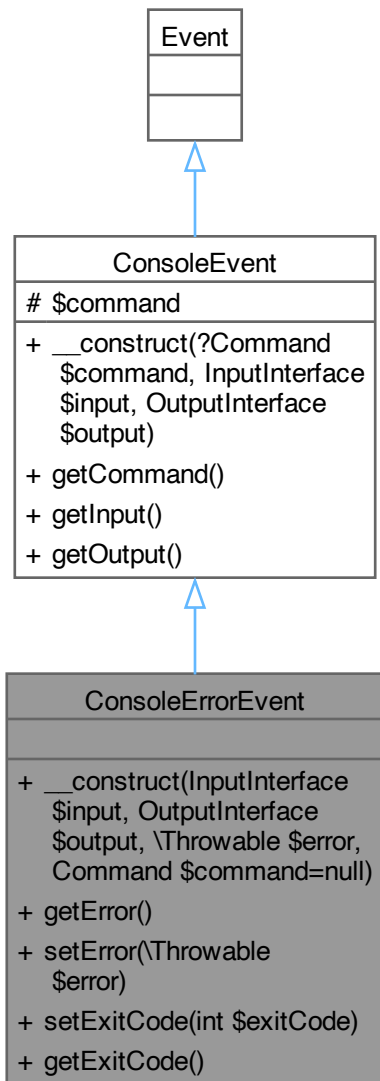 Event
ConsoleEvent
# $command
+ __construct(?Command
$command, InputInterface
$input, OutputInterface
$output)
+ getCommand()
+ getInput()
+ getOutput()
ConsoleErrorEvent
+ __construct(InputInterface
$input, OutputInterface
$output, \Throwable $error,
Command $command=null)
+ getError()
+ setError(\Throwable
$error)
+ setExitCode(int $exitCode)
+ getExitCode()